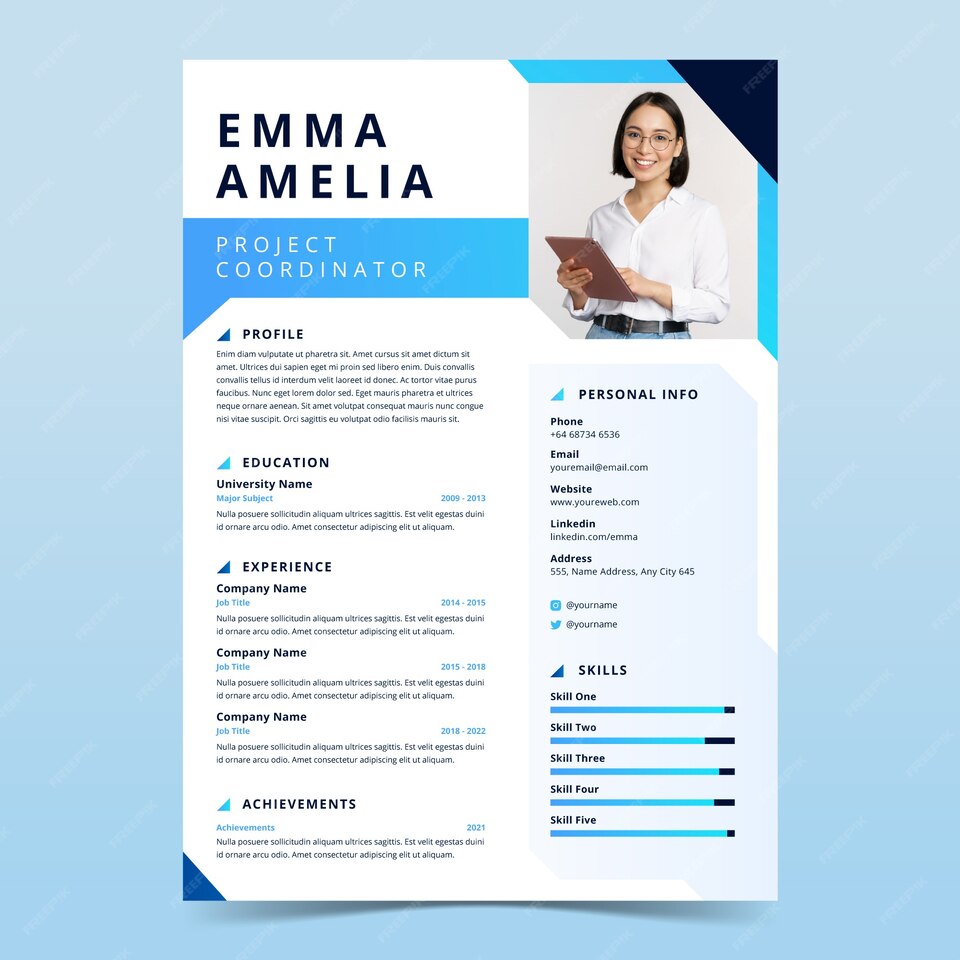 EMMA
AMELIA
PROJECT
COORDINATOR
PROFILE
Enim diam vulputate ut pharetra sit. Amet cursus sit amet dictum sit
amet. Ultrices dui sapien eget mi proin sed libero enim. Duis convallis
convallis tellus id interdum velit laoreet id donec. Ac tortor vitae purus
faucibus. Nunc eget lorem dolor sed. Eget mauris pharetra et ultrices
neque ornare aenean. Sit amet volutpat consequat mauris nunc congue
nisi vitae suscipit. Orci sagittis eu volutpat odio facilisis mauris sit.
EDUCATION
University Name
Major Subject 2009 - 2013
Nulla posuere sollicitudin aliquam ultrices sagittis. Est velit egestas duini
id ornare arcu odio. Amet consectetur adipiscing elit ut aliquam.
EXPERIENCE
Company Name
Job Title 2014 - 2015
Nulla posuere sollicitudin aliquam ultrices sagittis. Est velit egestas duini
id ornare arcu odio. Amet consectetur adipiscing elit ut aliquam.
Company Name
Job Title 2015 - 2018
Nulla posuere sollicitudin aliquam ultrices sagittis. Est velit egestas duini
id ornare arcu odio. Amet consectetur adipiscing elit ut aliquam.
Company Name
Job Title 2018 - 2022
Nulla posuere sollicitudin aliquam ultrices sagittis. Est velit egestas duini
id ornare arcu odio. Amet consectetur adipiscing elit ut aliquam.
ACHIEVEMENTS
Achievements 2021
Nulla posuere sollicitudin aliquam ultrices sagittis. Est velit egestas duini
id ornare arcu odio. Amet consectetur adipiscing elit ut aliquam.
PERSONAL INFO
Phone
+64 68734 6536
Email
youremail@email.com
Website
www.youreweb.com
Linkedin
linkedin.com/emma
Address
555, Name Address, Any City 645
@yourname
@yourname
SKILLS
Skill One
Skill Two
Skill Three
Skill Four
Skill Five